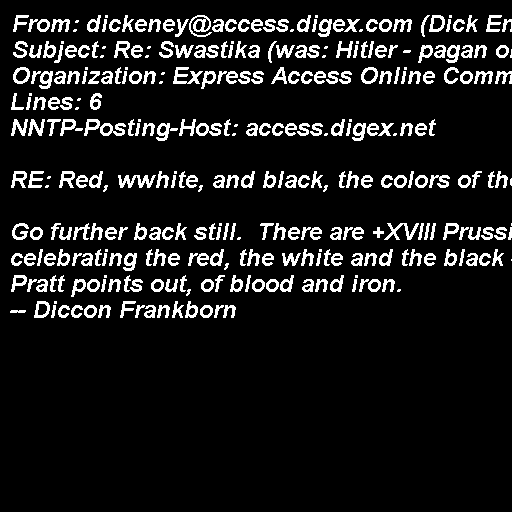 From: dickeney@access.digex.com (Dick En
Subject: Re: Swastika (was: Hitler - pagan o
Organization: Express Access Online Comm
Lines: 6
NNTP-Posting-Host: access.digex.net

RE: Red, wwhite, and black, the colors of the

Go further back still.  There are +XVIII Prussi
celebrating the red, the white and the black -
Pratt points out, of blood and iron.
-- Diccon Frankborn